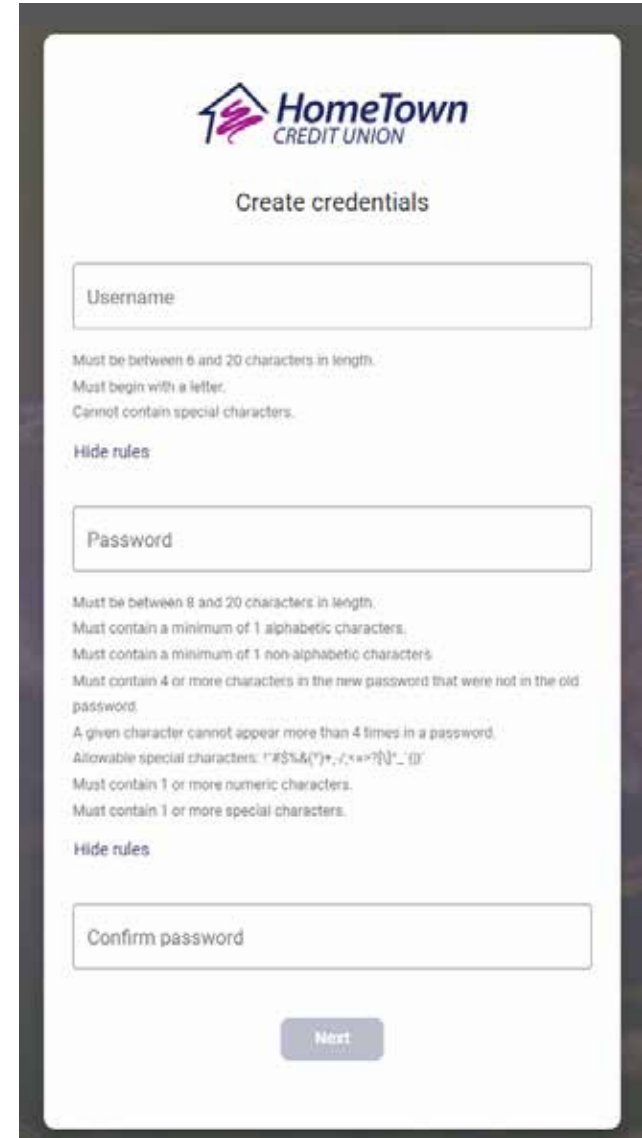 HomeTown
CREDIT UNION
Create credentials
Username
Must be between 6 and 20 characters in length.
Must begin with a letter.
Cannot contain special characters.
Hide rules
Password
Must be between 8 and 20 characters in length.
Must contain a minimum of 1 alphabetic characters.
Must contain a minimum of 1 non-alphabetic characters
Must contain 4 or more characters in the new password that were not in the old
password.
A given character cannot appear more than 4 times in a password.
Allowable special characters:
Must contain 1 or more numeric characters.
Must contain 1 or more special characters.
Hide rules
Confirm password
Next